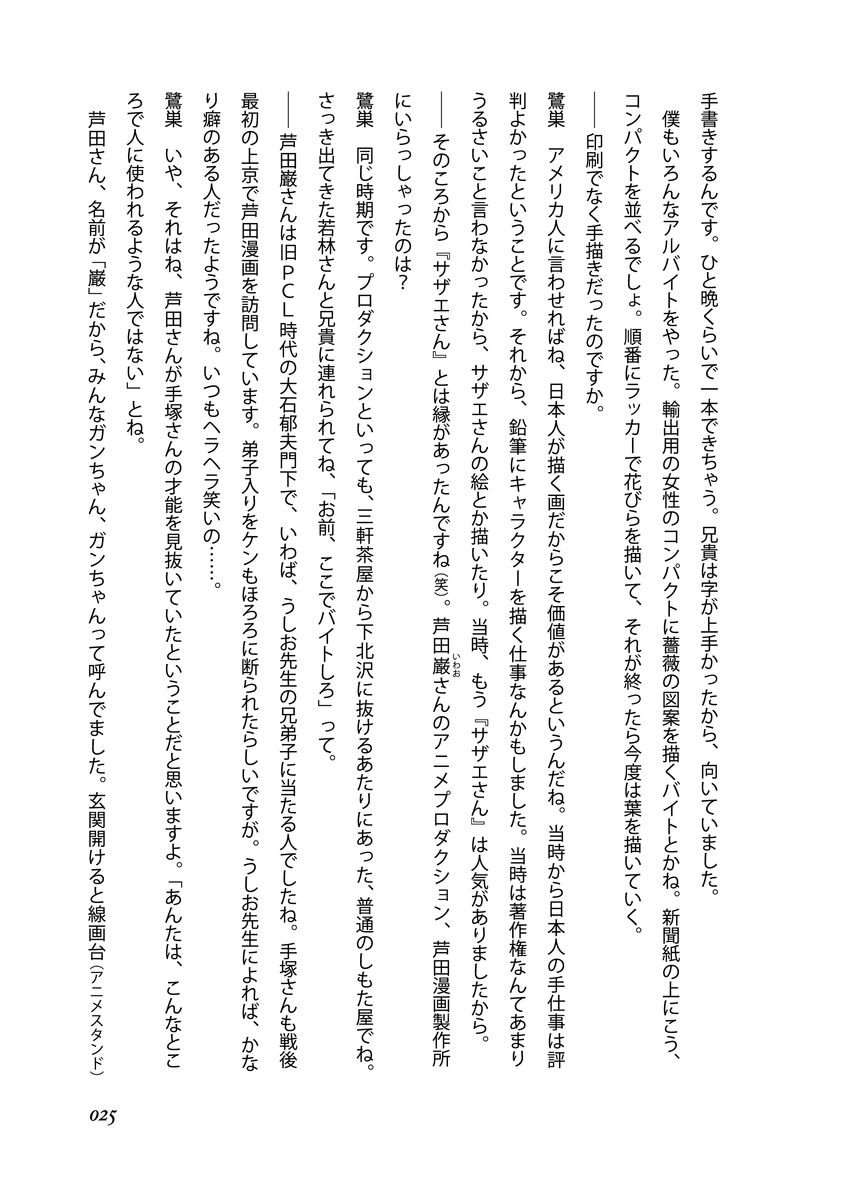 手書きするんです。ひと晩くらいで一本できちゃう。兄貴は字が上手かったから、向いていました。
　僕もいろんなアルバイトをやった。輸出用の女性のコンパクトに薔薇の図案を描くバイトとかね。新聞紙の上にこう、
コンパクトを並べるでしょ。順番にラッカーで花びらを描いて、それが終ったら今度は葉を描いていく。
――印刷でなく手描きだったのですか。
鷺巣　アメリカ人に言わせればね、日本人が描く画だからこそ価値があるというんだね。当時から日本人の手仕事は評
判よかったということです。それから、鉛筆にキャラクターを描く仕事なんかもしました。当時は著作権なんてあまり
うるさいこと言わなかったから、サザエさんの絵とか描いたり。当時、もう『サザエさん』は人気がありましたから。
――そのころから『サザエさん』とは縁があったんですね（笑）。芦田巌さんのアニメプロダクション、芦田漫画製作所
いわお
にいらっしゃったのは？
鷺巣　同じ時期です。プロダクションといっても、三軒茶屋から下北沢に抜けるあたりにあった、普通のしもた屋でね。
さっき出てきた若林さんと兄貴に連れられてね、「お前、ここでバイトしろ」って。
――芦田巌さんは旧ＰＣＬ時代の大石郁夫門下で、いわば、うしお先生の兄弟子に当たる人でしたね。手塚さんも戦後
最初の上京で芦田漫画を訪問しています。弟子入りをケンもほろろに断られたらしいですが。うしお先生によれば、かな
り癖のある人だったようですね。いつもヘラヘラ笑いの……。
鷺巣　いや、それはね、芦田さんが手塚さんの才能を見抜いていたということだと思いますよ。「あんたは、こんなとこ
ろで人に使われるような人ではない」とね。
　芦田さん、名前が「巌」だから、みんなガンちゃん、ガンちゃんって呼んでました。玄関開けると線画台（アニメスタンド）
025